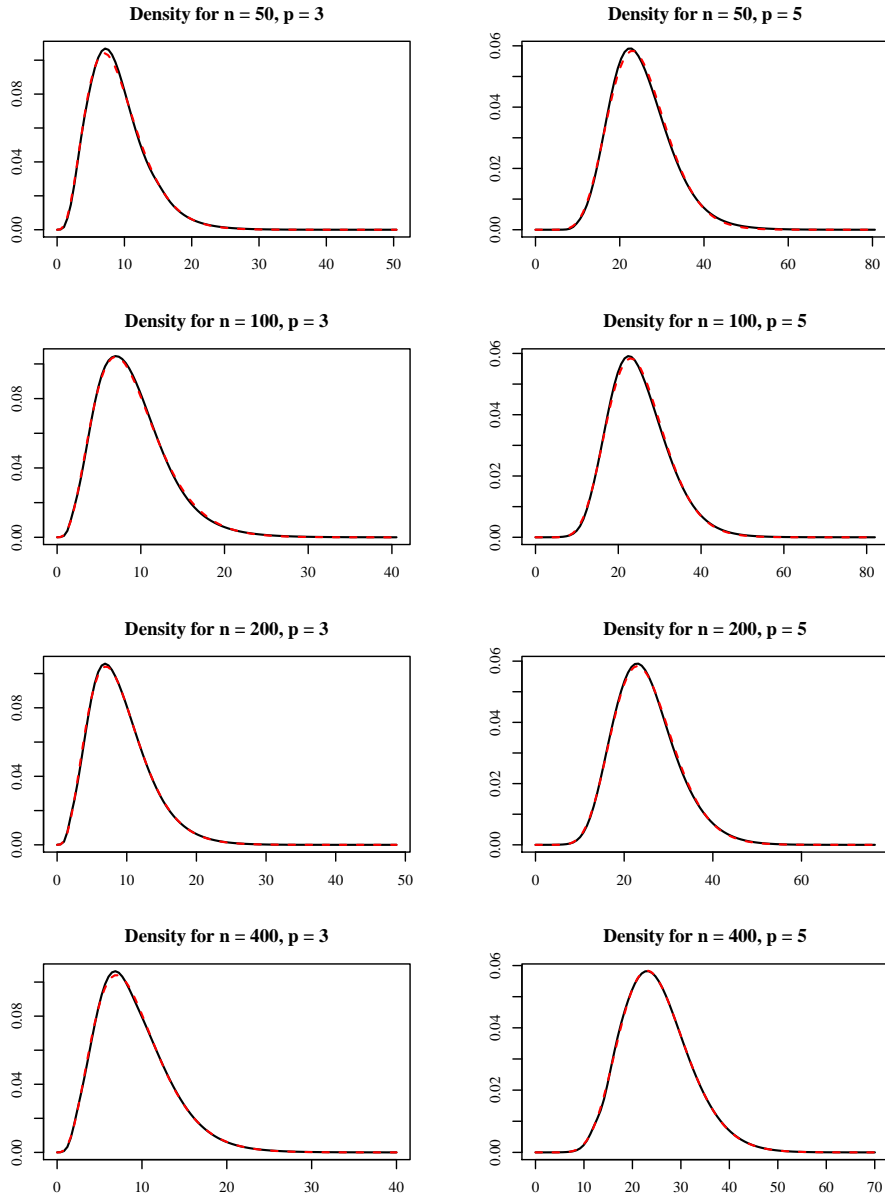 Density for n = 50, p = 3
0.00 0.04 0.08
0 10 20 30 40 50
Density for n = 50, p = 5
0.00 0.02 0.04 0.06
0 20 40 60 80
Density for n = 100, p = 3
0.00 0.04 0.08
0 10 20 30 40
Density for n = 100, p = 5
0.00 0.02 0.04 0.06
0 20 40 60 80
Density for n = 200, p = 3
0.00 0.04 0.08
0 10 20 30 40 50
Density for n = 200, p = 5
0.00 0.02 0.04 0.06
0 20 40 60
Density for n = 400, p = 3
0.00 0.04 0.08
0 10 20 30 40
Density for n = 400, p = 5
0.00 0.02 0.04 0.06
0 10 20 30 40 50 60 70